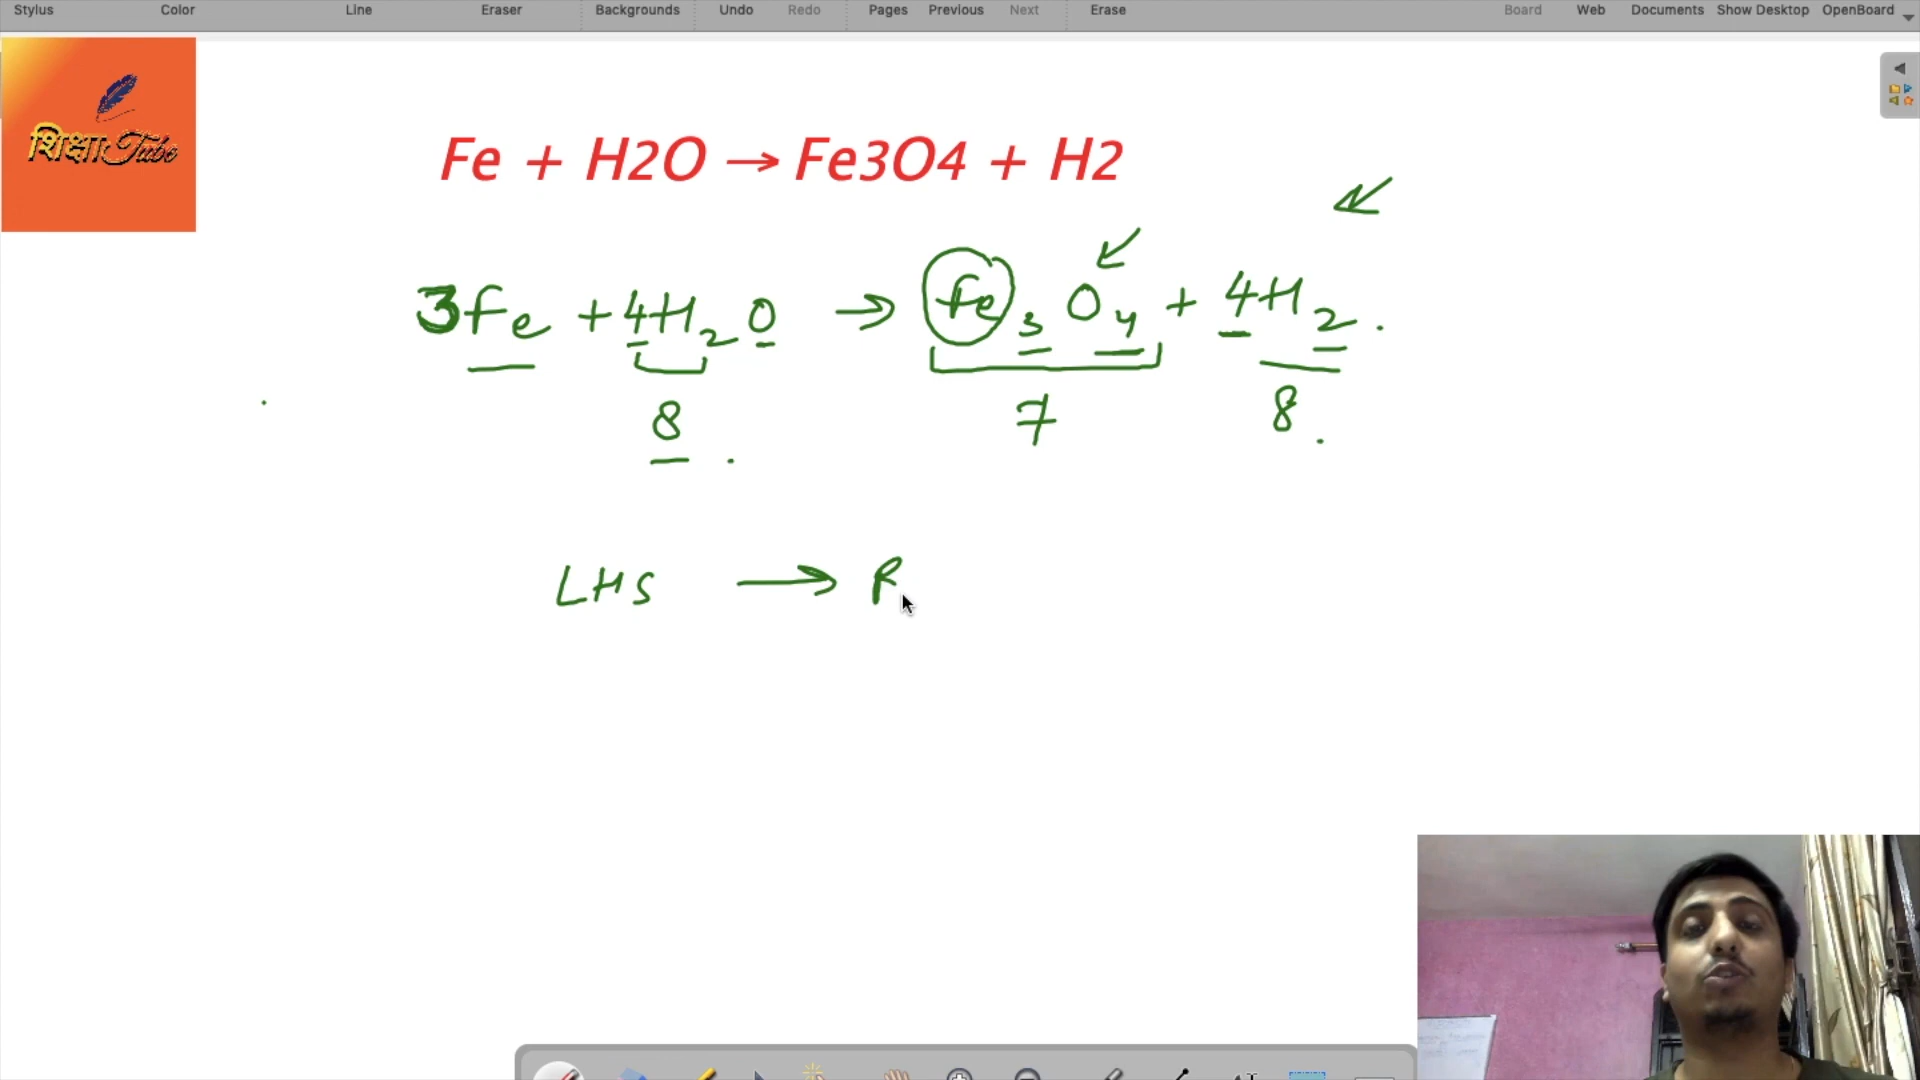 Stylus Color Line Eraser Backgrounds Undo Redo Pages Previous Next Erase Board Web Documents Show Desktop OpenBoard
शिक्षा Tube
Fe + H2O → Fe3O4 + H2
3Fe + 4H2O → Fe3O4 + 4H2.
8 7 8
LHS → R